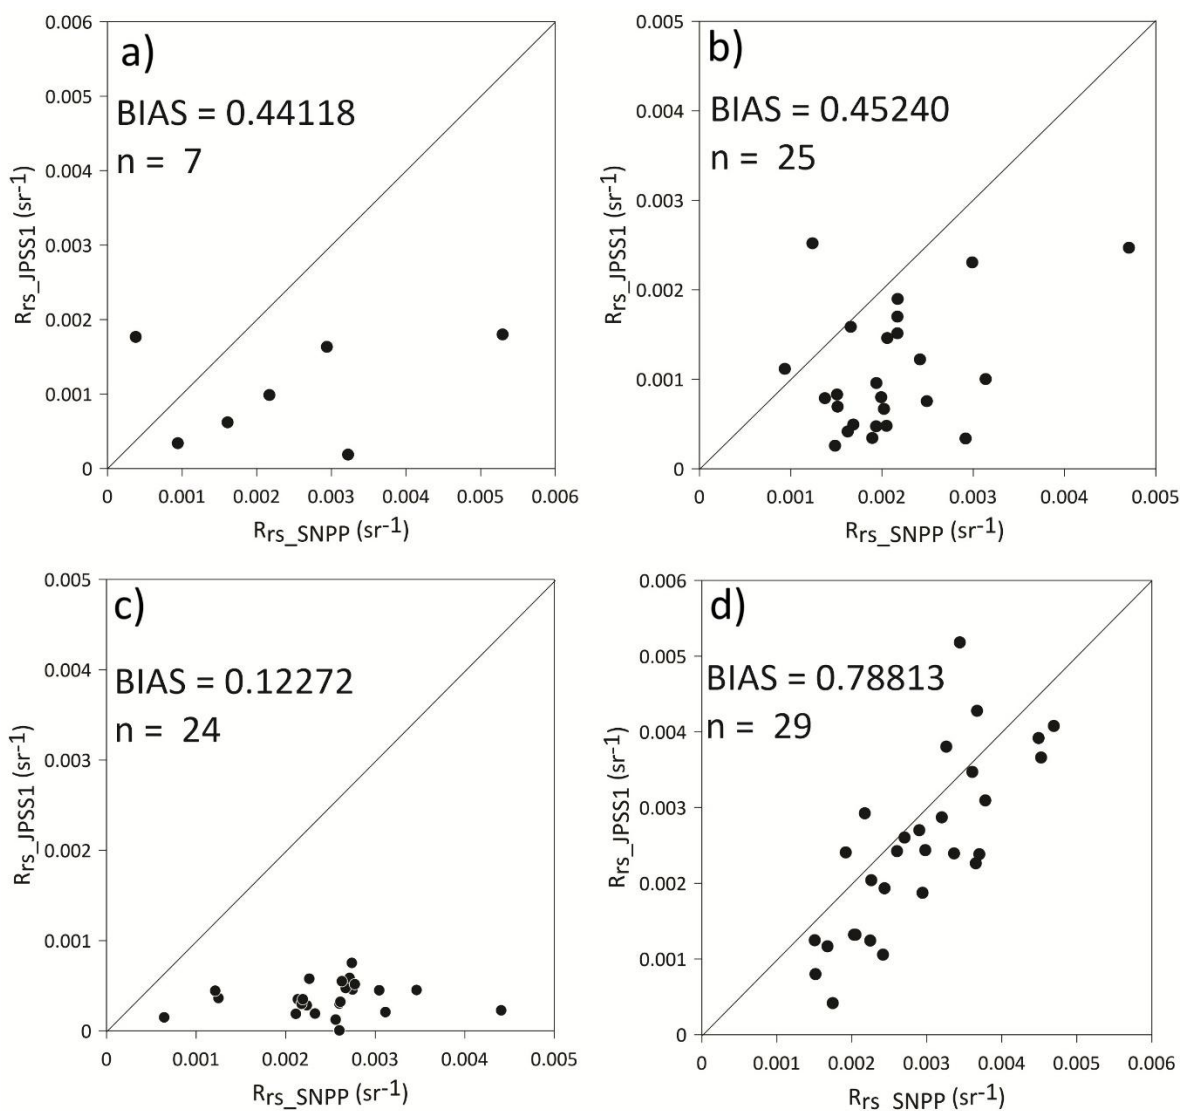 a)
BIAS = 0.44118
n = 7
0.006
0.005
0.004
0.003
0.002
0.001
0
Rrs_JPSS1 (sr-1)
0 0.001 0.002 0.003 0.004 0.005 0.006
Rrs_SNPP (sr-1)
b)
BIAS = 0.45240
n = 25
0.005
0.004
0.003
0.002
0.001
0
Rrs_JPSS1 (sr-1)
0 0.001 0.002 0.003 0.004 0.005
Rrs_SNPP (sr-1)
c)
BIAS = 0.12272
n = 24
0.005
0.004
0.003
0.002
0.001
0
Rrs_JPSS1 (sr-1)
0 0.001 0.002 0.003 0.004 0.005
Rrs_SNPP (sr-1)
d)
BIAS = 0.78813
n = 29
0.006
0.005
0.004
0.003
0.002
0.001
0
Rrs_JPSS1 (sr-1)
0 0.001 0.002 0.003 0.004 0.005 0.006
Rrs SNPP (sr-1)